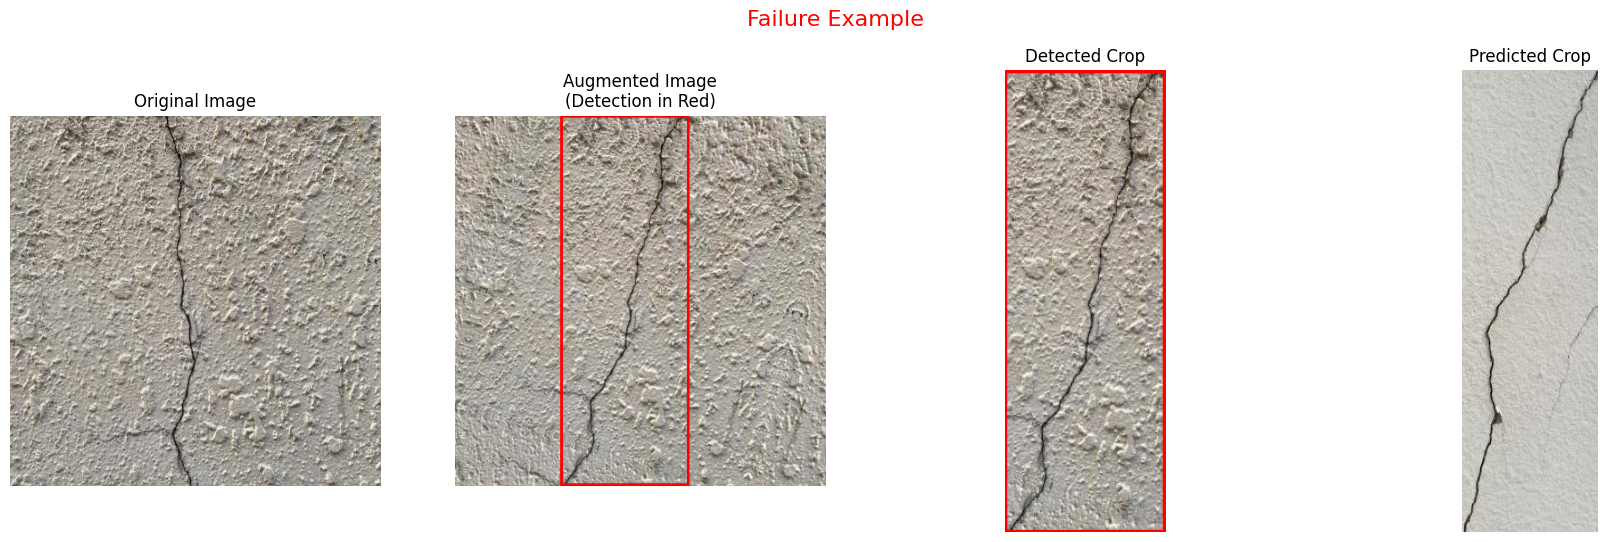 Failure Example
Original Image
Augmented Image
(Detection in Red)
Detected Crop
Predicted Crop